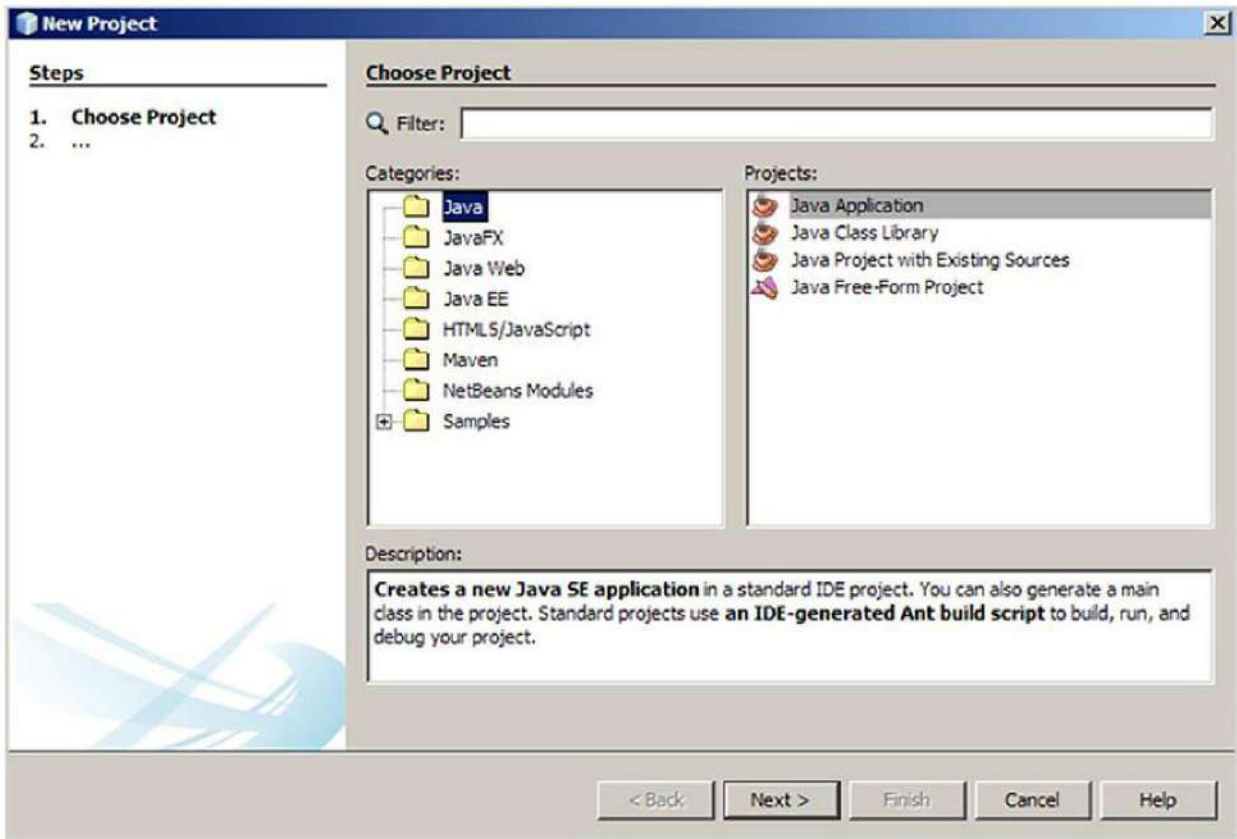 New Project
Steps
1. Choose Project
2. ...
Choose Project
Filter:
Categories:
Java
JavaFX
Java Web
Java EE
HTML5/JavaScript
Maven
NetBeans Modules
Samples
Projects:
Java Application
Java Class Library
Java Project with Existing Sources
Java Free-Form Project
Description:
Creates a new Java SE application in a standard IDE project. You can also generate a main
class in the project. Standard projects use an IDE-generated Ant build script to build, run, and
debug your project.
< Back
Next >
Finish
Cancel
Help